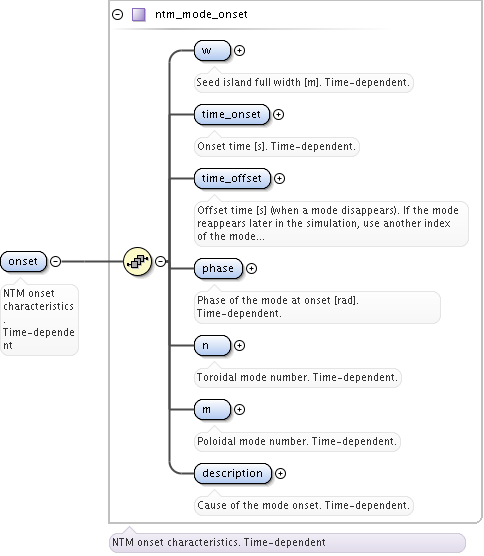 ntm_mode_onset
w
Seed island full width [m]. Time-dependent.
time_onset
Onset time [s]. Time-dependent.
time_offset
Offset time [s] (when a mode disappears). If the mode
reappears later in the simulation, use another index
of the mode...
onset
NTM onset
characteristics
.
Time-depende
nt
phase
Phase of the mode at onset [rad].
Time-dependent.
n
Toroidal mode number. Time-dependent.
m
Poloidal mode number. Time-dependent.
description
Cause of the mode onset. Time-dependent.
NTM onset characteristics. Time-dependent